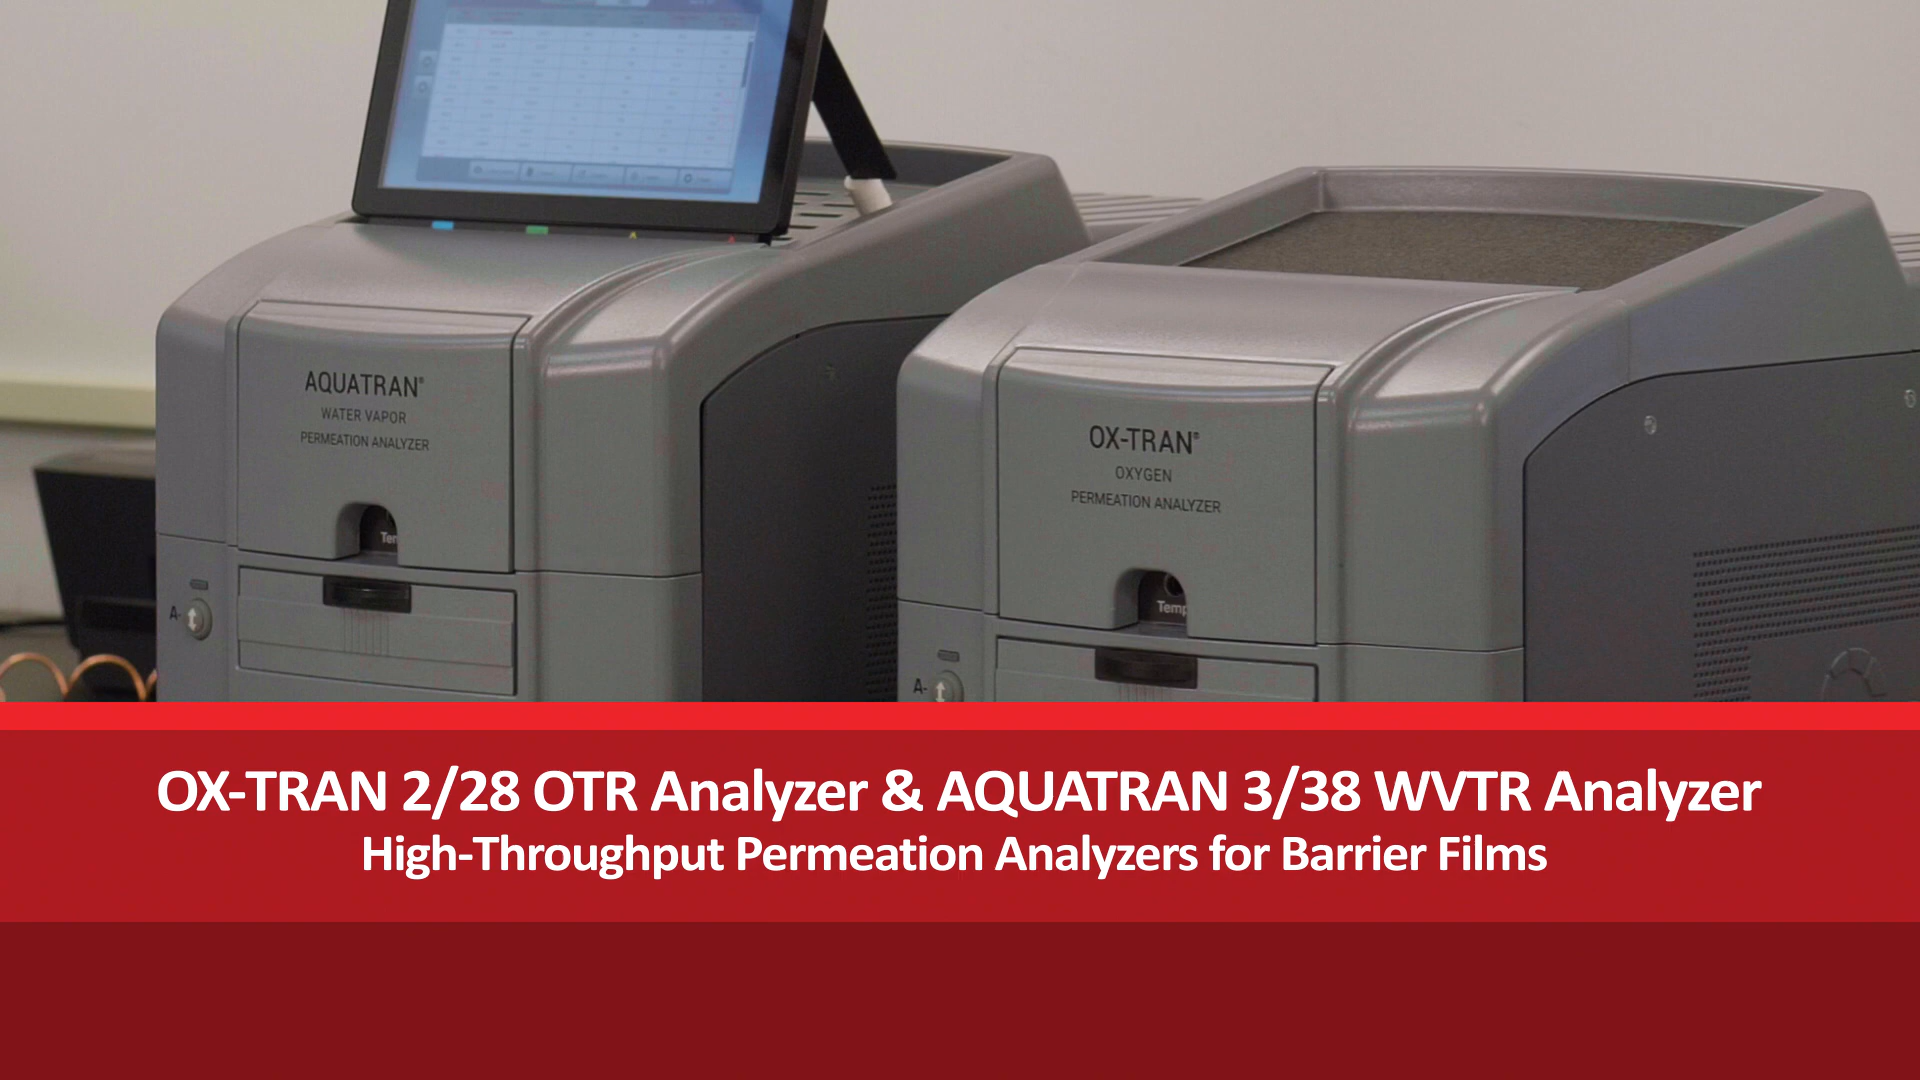 AQUATRAN®
WATER VAPOR
PERMEATION ANALYZER
Ten
A-
OX-TRAN®
OXYGEN
PERMEATION ANALYZER
Temp
A-
OX-TRAN 2/28 OTR Analyzer & AQUATRAN 3/38 WVTR Analyzer
High-Throughput Permeation Analyzers for Barrier Films